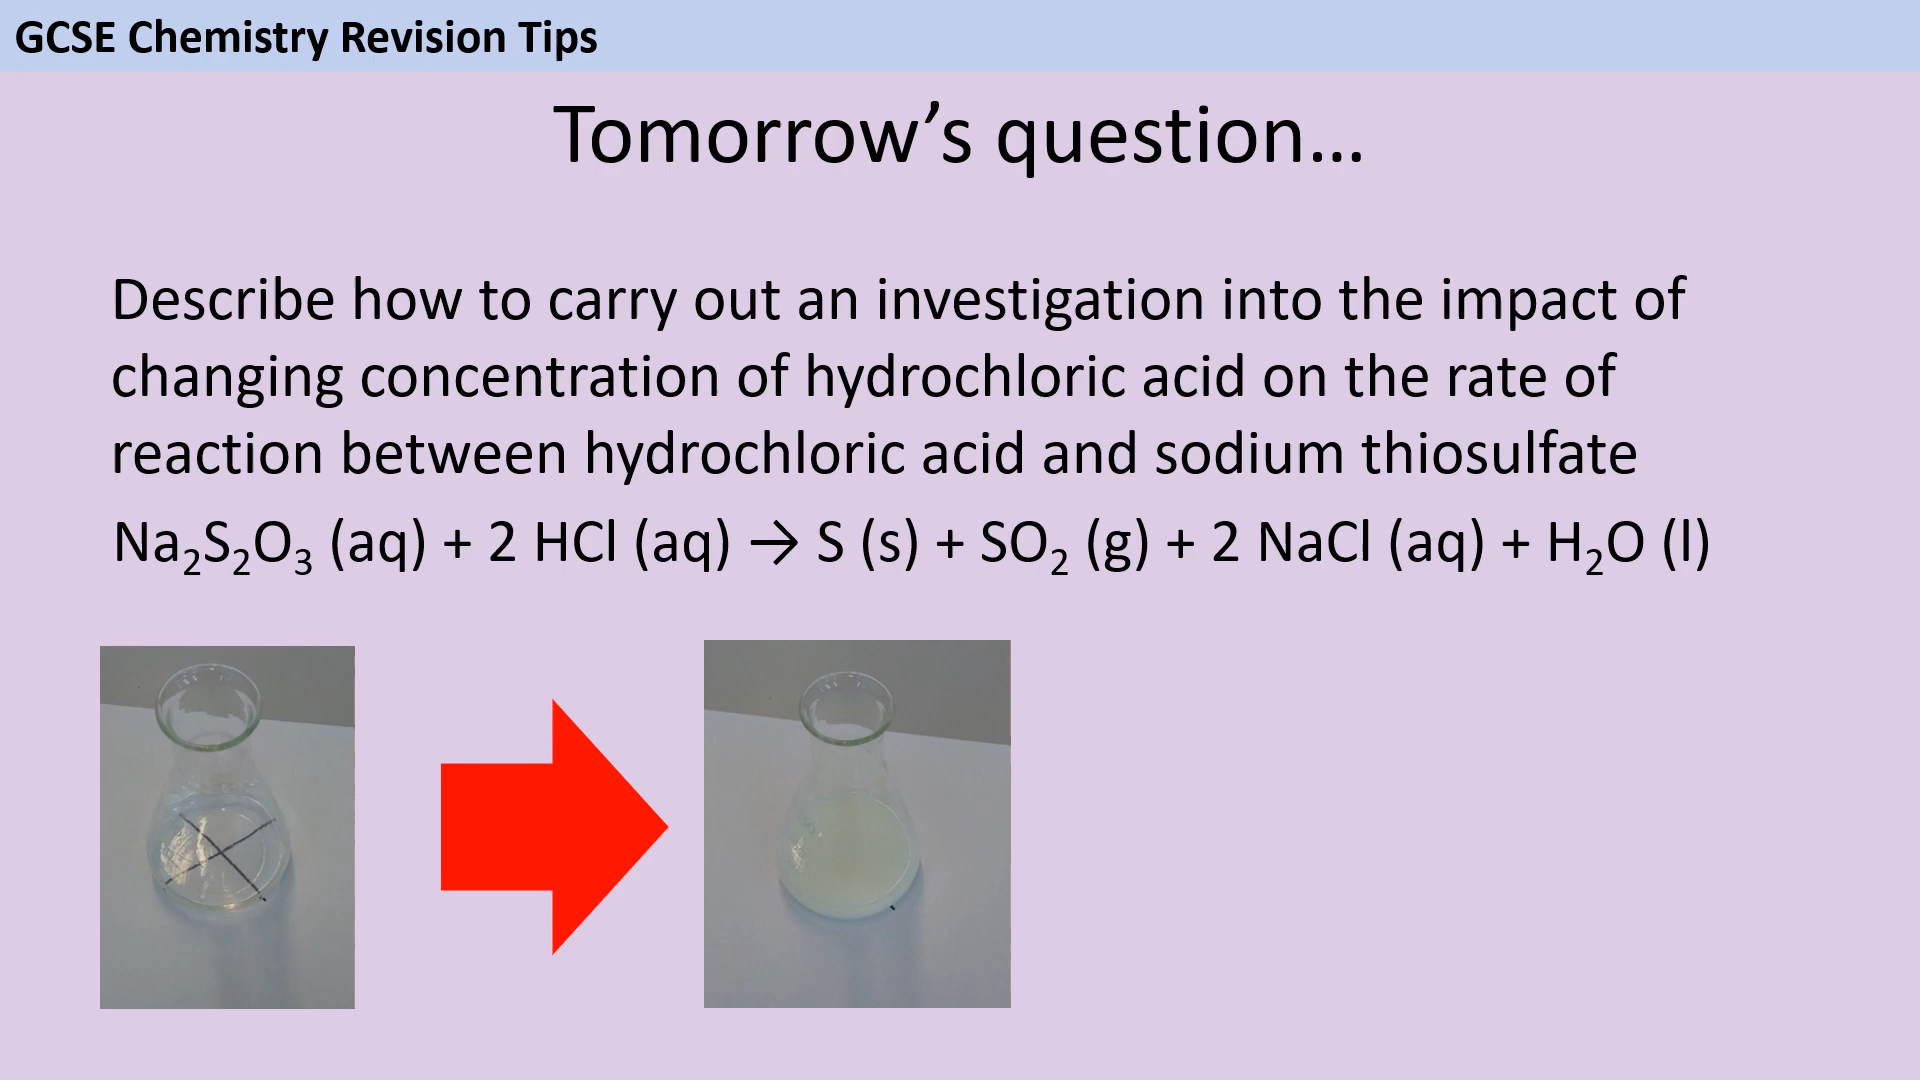 GCSE Chemistry Revision Tips
Tomorrow’s question…
Describe how to carry out an investigation into the impact of
changing concentration of hydrochloric acid on the rate of
reaction between hydrochloric acid and sodium thiosulfate
Na₂S₂O₃ (aq) + 2 HCl (aq) → S (s) + SO₂ (g) + 2 NaCl (aq) + H₂O (l)